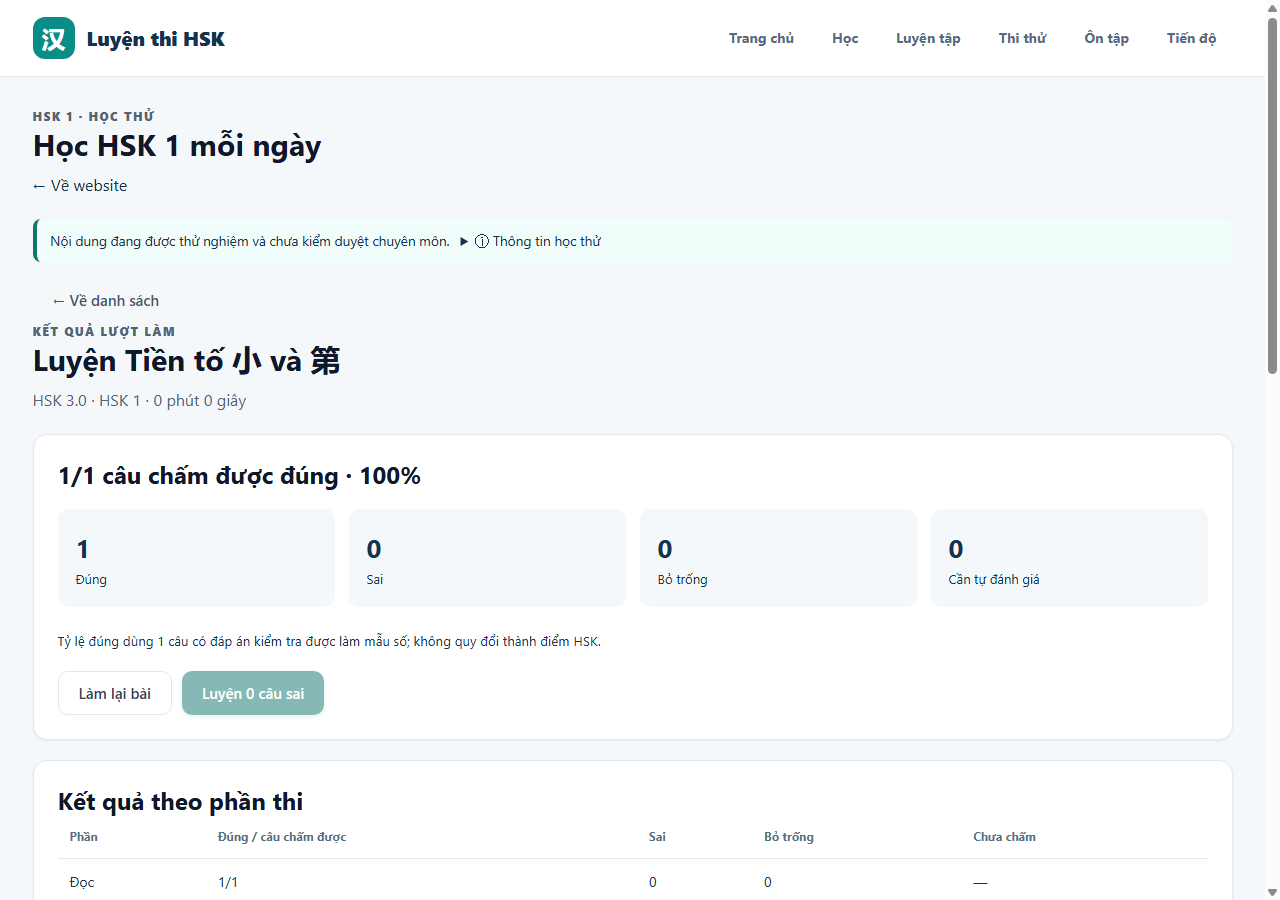 汉 Luyện thi HSK Trang chủ Học Luyện tập Thi thử Ôn tập Tiến độ
HSK 1 · HỌC THỬ
Học HSK 1 mỗi ngày
← Về website
Nội dung đang được thử nghiệm và chưa kiểm duyệt chuyên môn. ▶ ⓘ Thông tin học thử
← Về danh sách
KẾT QUẢ LƯỢT LÀM
Luyện Tiền tố 小 và 第
HSK 3.0 · HSK 1 · 0 phút 0 giây
1/1 câu chấm được đúng · 100%
1 0 0 0
Đúng Sai Bỏ trống Cần tự đánh giá
Tỷ lệ đúng dùng 1 câu có đáp án kiểm tra được làm mẫu số; không quy đổi thành điểm HSK.
Làm lại bài Luyện 0 câu sai
Kết quả theo phần thi
Phần Đúng / câu chấm được Sai Bỏ trống Chưa chấm
Đọc 1/1 0 0 —